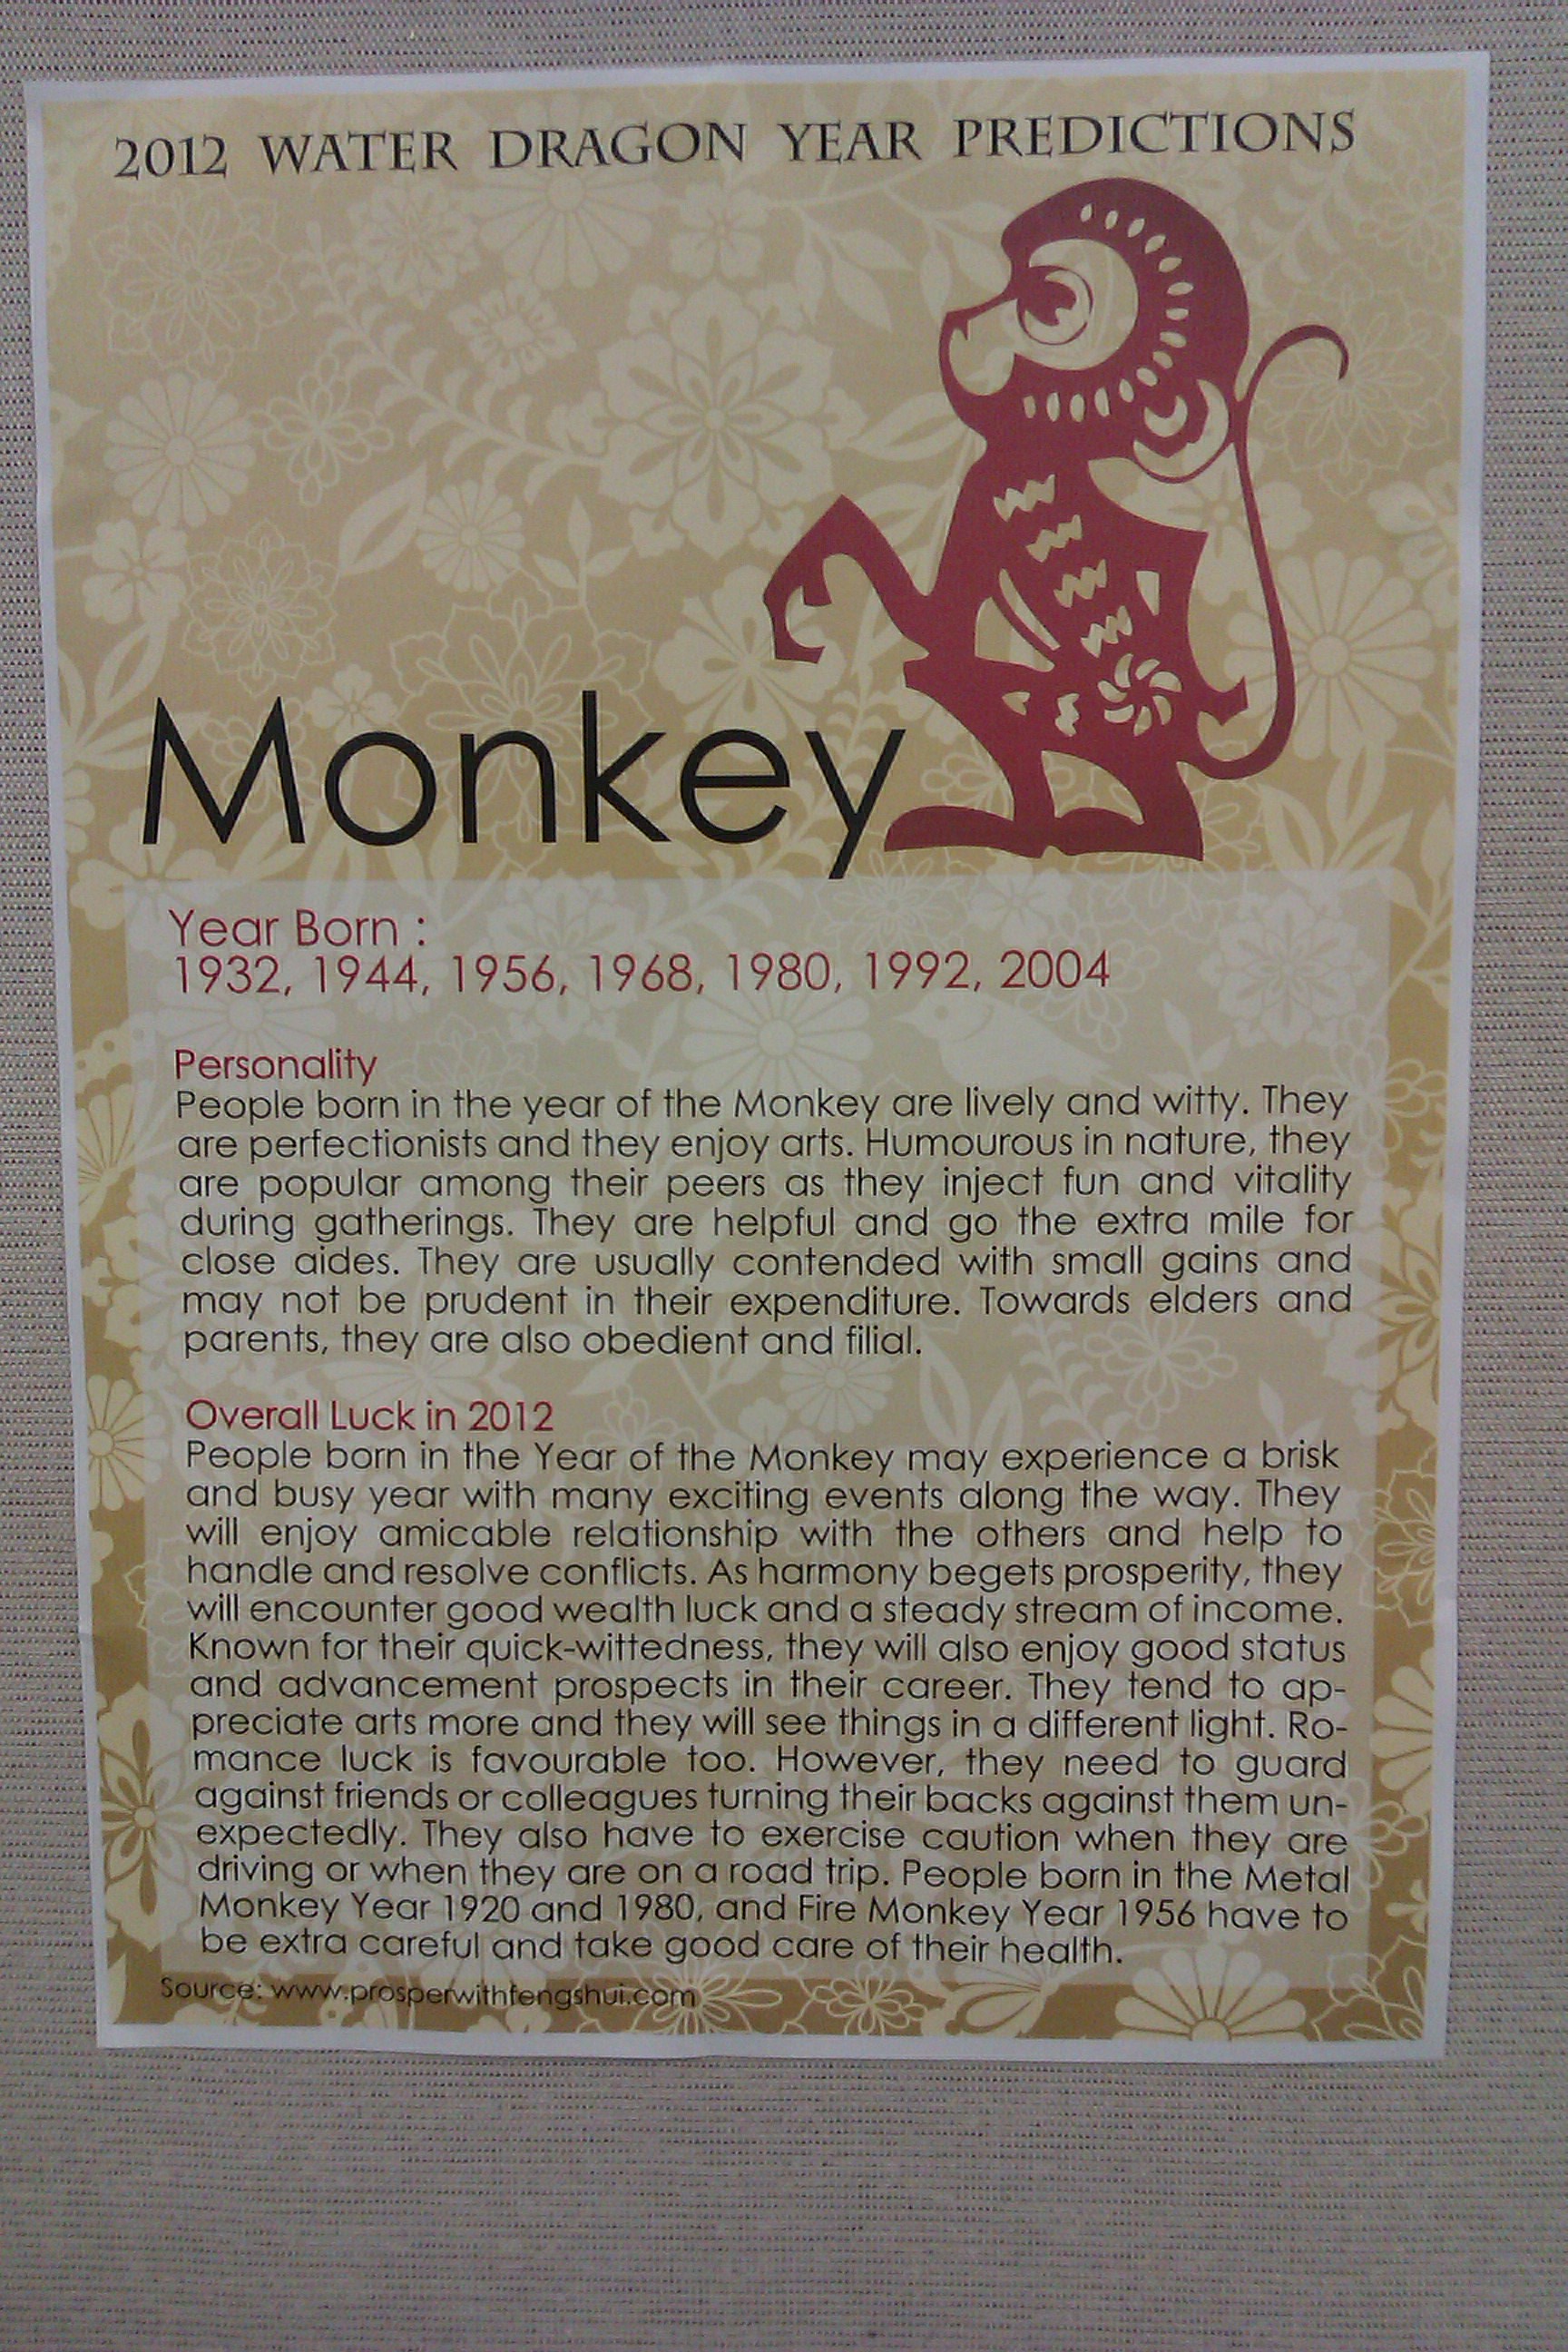 2012 WATER DRAGON YEAR PREDICTIONS
Monkey
Year Born :
1932, 1944, 1956, 1968, 1980, 1992, 2004
Personality
People born in the year of the Monkey are lively and witty. They
are perfectionists and they enjoy arts. Humourous in nature, they
are popular among their peers as they inject fun and vitality
during gatherings. They are helpful and go the extra mile for
close aides. They are usually contended with small gains and
may not be prudent in their expenditure. Towards elders and
parents, they are also obedient and filial.
Overall Luck in 2012
People born in the Year of the Monkey may experience a brisk
and busy year with many exciting events along the way. They
will enjoy amicable relationship with the others and help to
handle and resolve conflicts. As harmony begets prosperity, they
will encounter good wealth luck and a steady stream of income.
Known for their quick-wittedness, they will also enjoy good status
and advancement prospects in their career. They tend to ap-
preciate arts more and they will see things in a different light. Ro-
mance luck is favourable too. However, they need to guard
against friends or colleagues turning their backs against them un-
expectedly. They also have to exercise caution when they are
driving or when they are on a road trip. People born in the Metal
Monkey Year 1920 and 1980, and Fire Monkey Year 1956 have to
be extra careful and take good care of their health.
Source: www.prosperwithfengshui.com